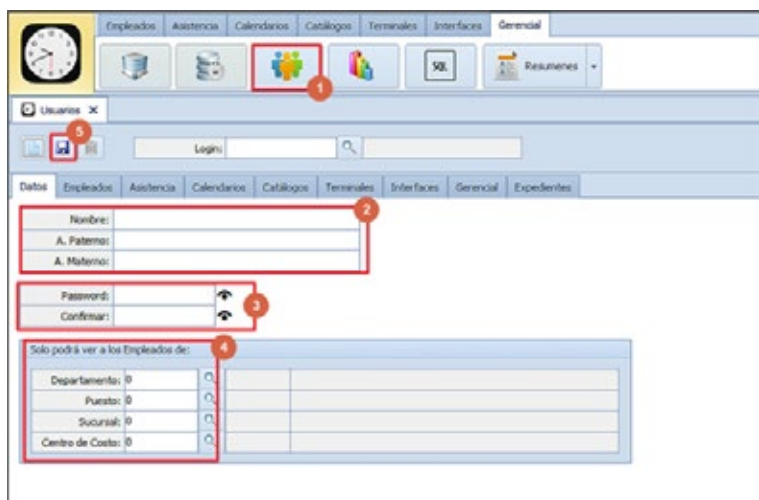 Empleados Asistencia Calendarios Catálogos Terminales Interfaces Gerencial
SQL Resumenes
1
Usuarios X
5
Login:
Datos Empleados Asistencia Calendarios Catálogos Terminales Interfaces Gerencial Expedientes
2
Nombre:
A. Paterno:
A. Materno:
Password:
3
Confirmar:
Solo podrá ver a los Empleados de:
4
Departamento: 0
Puesto: 0
Sucursal: 0
Centro de Costo: 0